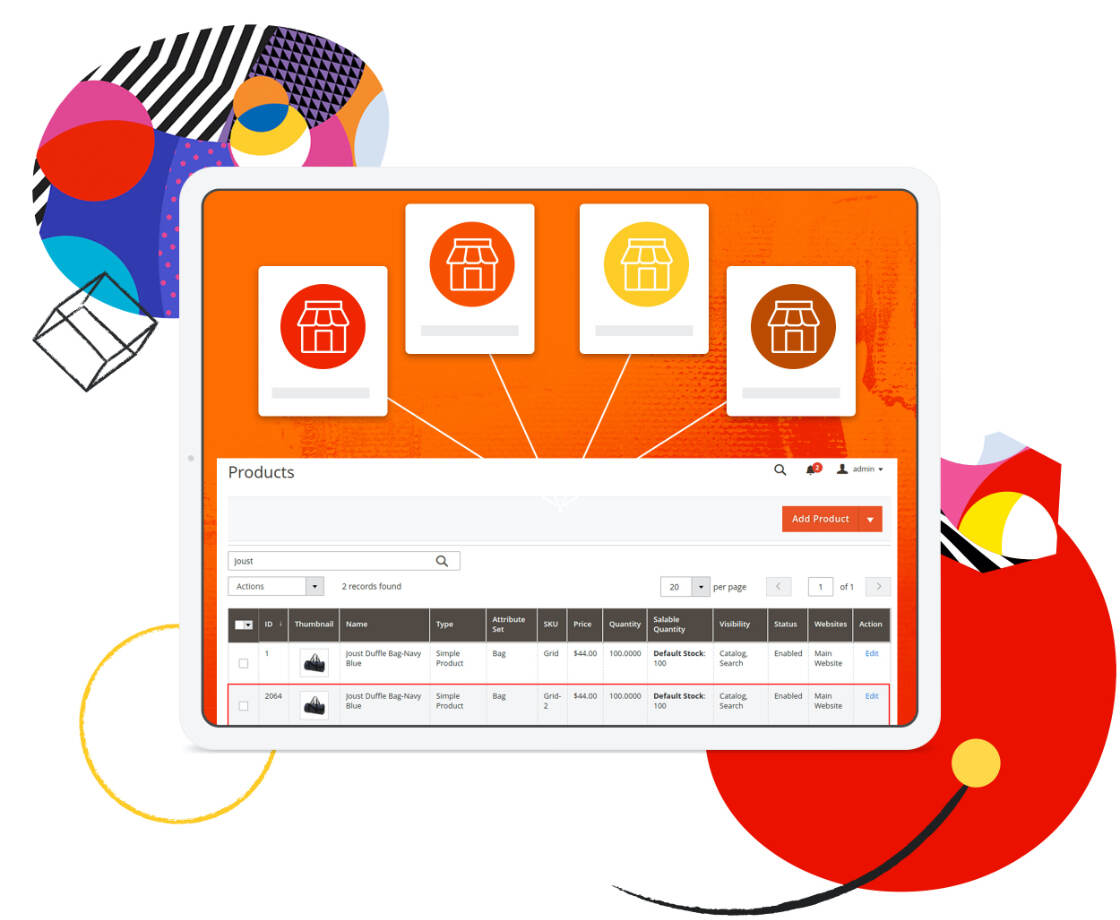 Products
2
admin
Add Product
Joust
Actions
2 records found
20
per page
1
of 1
ID Thumbnail Name Type Attribute Set SKU Price Quantity Salable Quantity Visibility Status Websites Action
1 Joust Duffle Bag-Navy Blue Simple Product Bag Grid $44.00 100.0000 Default Stock: 100 Catalog, Search Enabled Main Website Edit
2064 Joust Duffle Bag-Navy Blue Simple Product Bag Grid-2 $44.00 100.0000 Default Stock: 100 Catalog, Search Enabled Main Website Edit